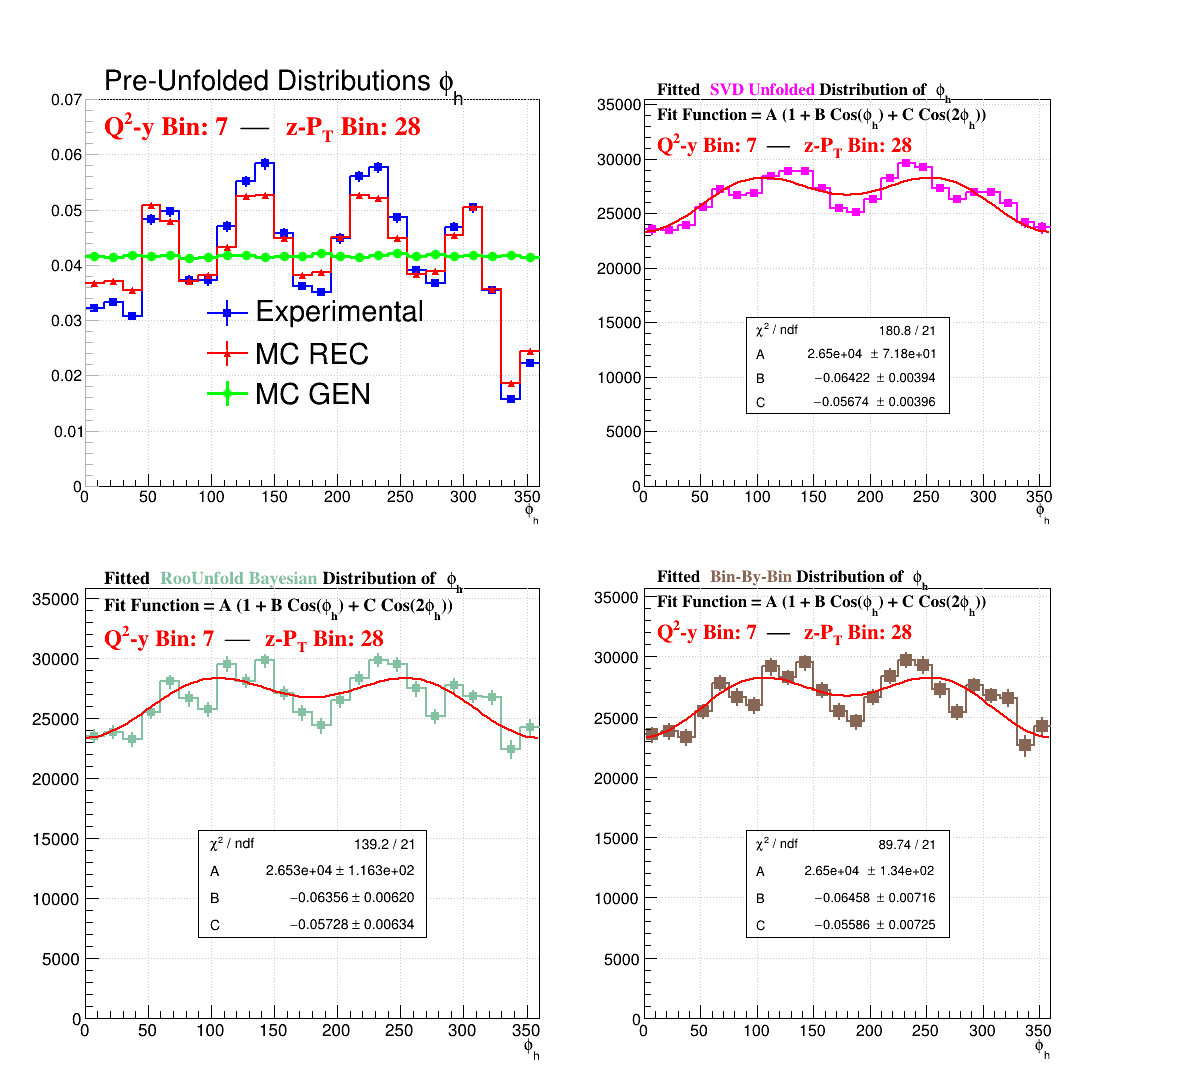 Pre-Unfolded Distributions ϕh
Q²-y Bin: 7 — z-PT Bin: 28
0.07
0.06
0.05
0.04
0.03
0.02
0.01
0
Experimental
MC REC
MC GEN
0 50 100 150 200 250 300 350
ϕh
Fitted SVD Unfolded Distribution of ϕh
Fit Function = A (1 + B Cos(ϕh) + C Cos(2ϕh))
Q²-y Bin: 7 — z-PT Bin: 28
35000
30000
25000
20000
15000
10000
5000
0
χ² / ndf 180.8 / 21
A 2.65e+04 ± 7.18e+01
B −0.06422 ± 0.00394
C −0.05674 ± 0.00396
0 50 100 150 200 250 300 350
ϕh
Fitted RooUnfold Bayesian Distribution of ϕh
Fit Function = A (1 + B Cos(ϕh) + C Cos(2ϕh))
Q²-y Bin: 7 — z-PT Bin: 28
35000
30000
25000
20000
15000
10000
5000
0
χ² / ndf 139.2 / 21
A 2.653e+04 ± 1.163e+02
B −0.06356 ± 0.00620
C −0.05728 ± 0.00634
0 50 100 150 200 250 300 350
ϕh
Fitted Bin-By-Bin Distribution of ϕh
Fit Function = A (1 + B Cos(ϕh) + C Cos(2ϕh))
Q²-y Bin: 7 — z-PT Bin: 28
35000
30000
25000
20000
15000
10000
5000
0
χ² / ndf 89.74 / 21
A 2.65e+04 ± 1.34e+02
B −0.06458 ± 0.00716
C −0.05586 ± 0.00725
0 50 100 150 200 250 300 350
ϕh